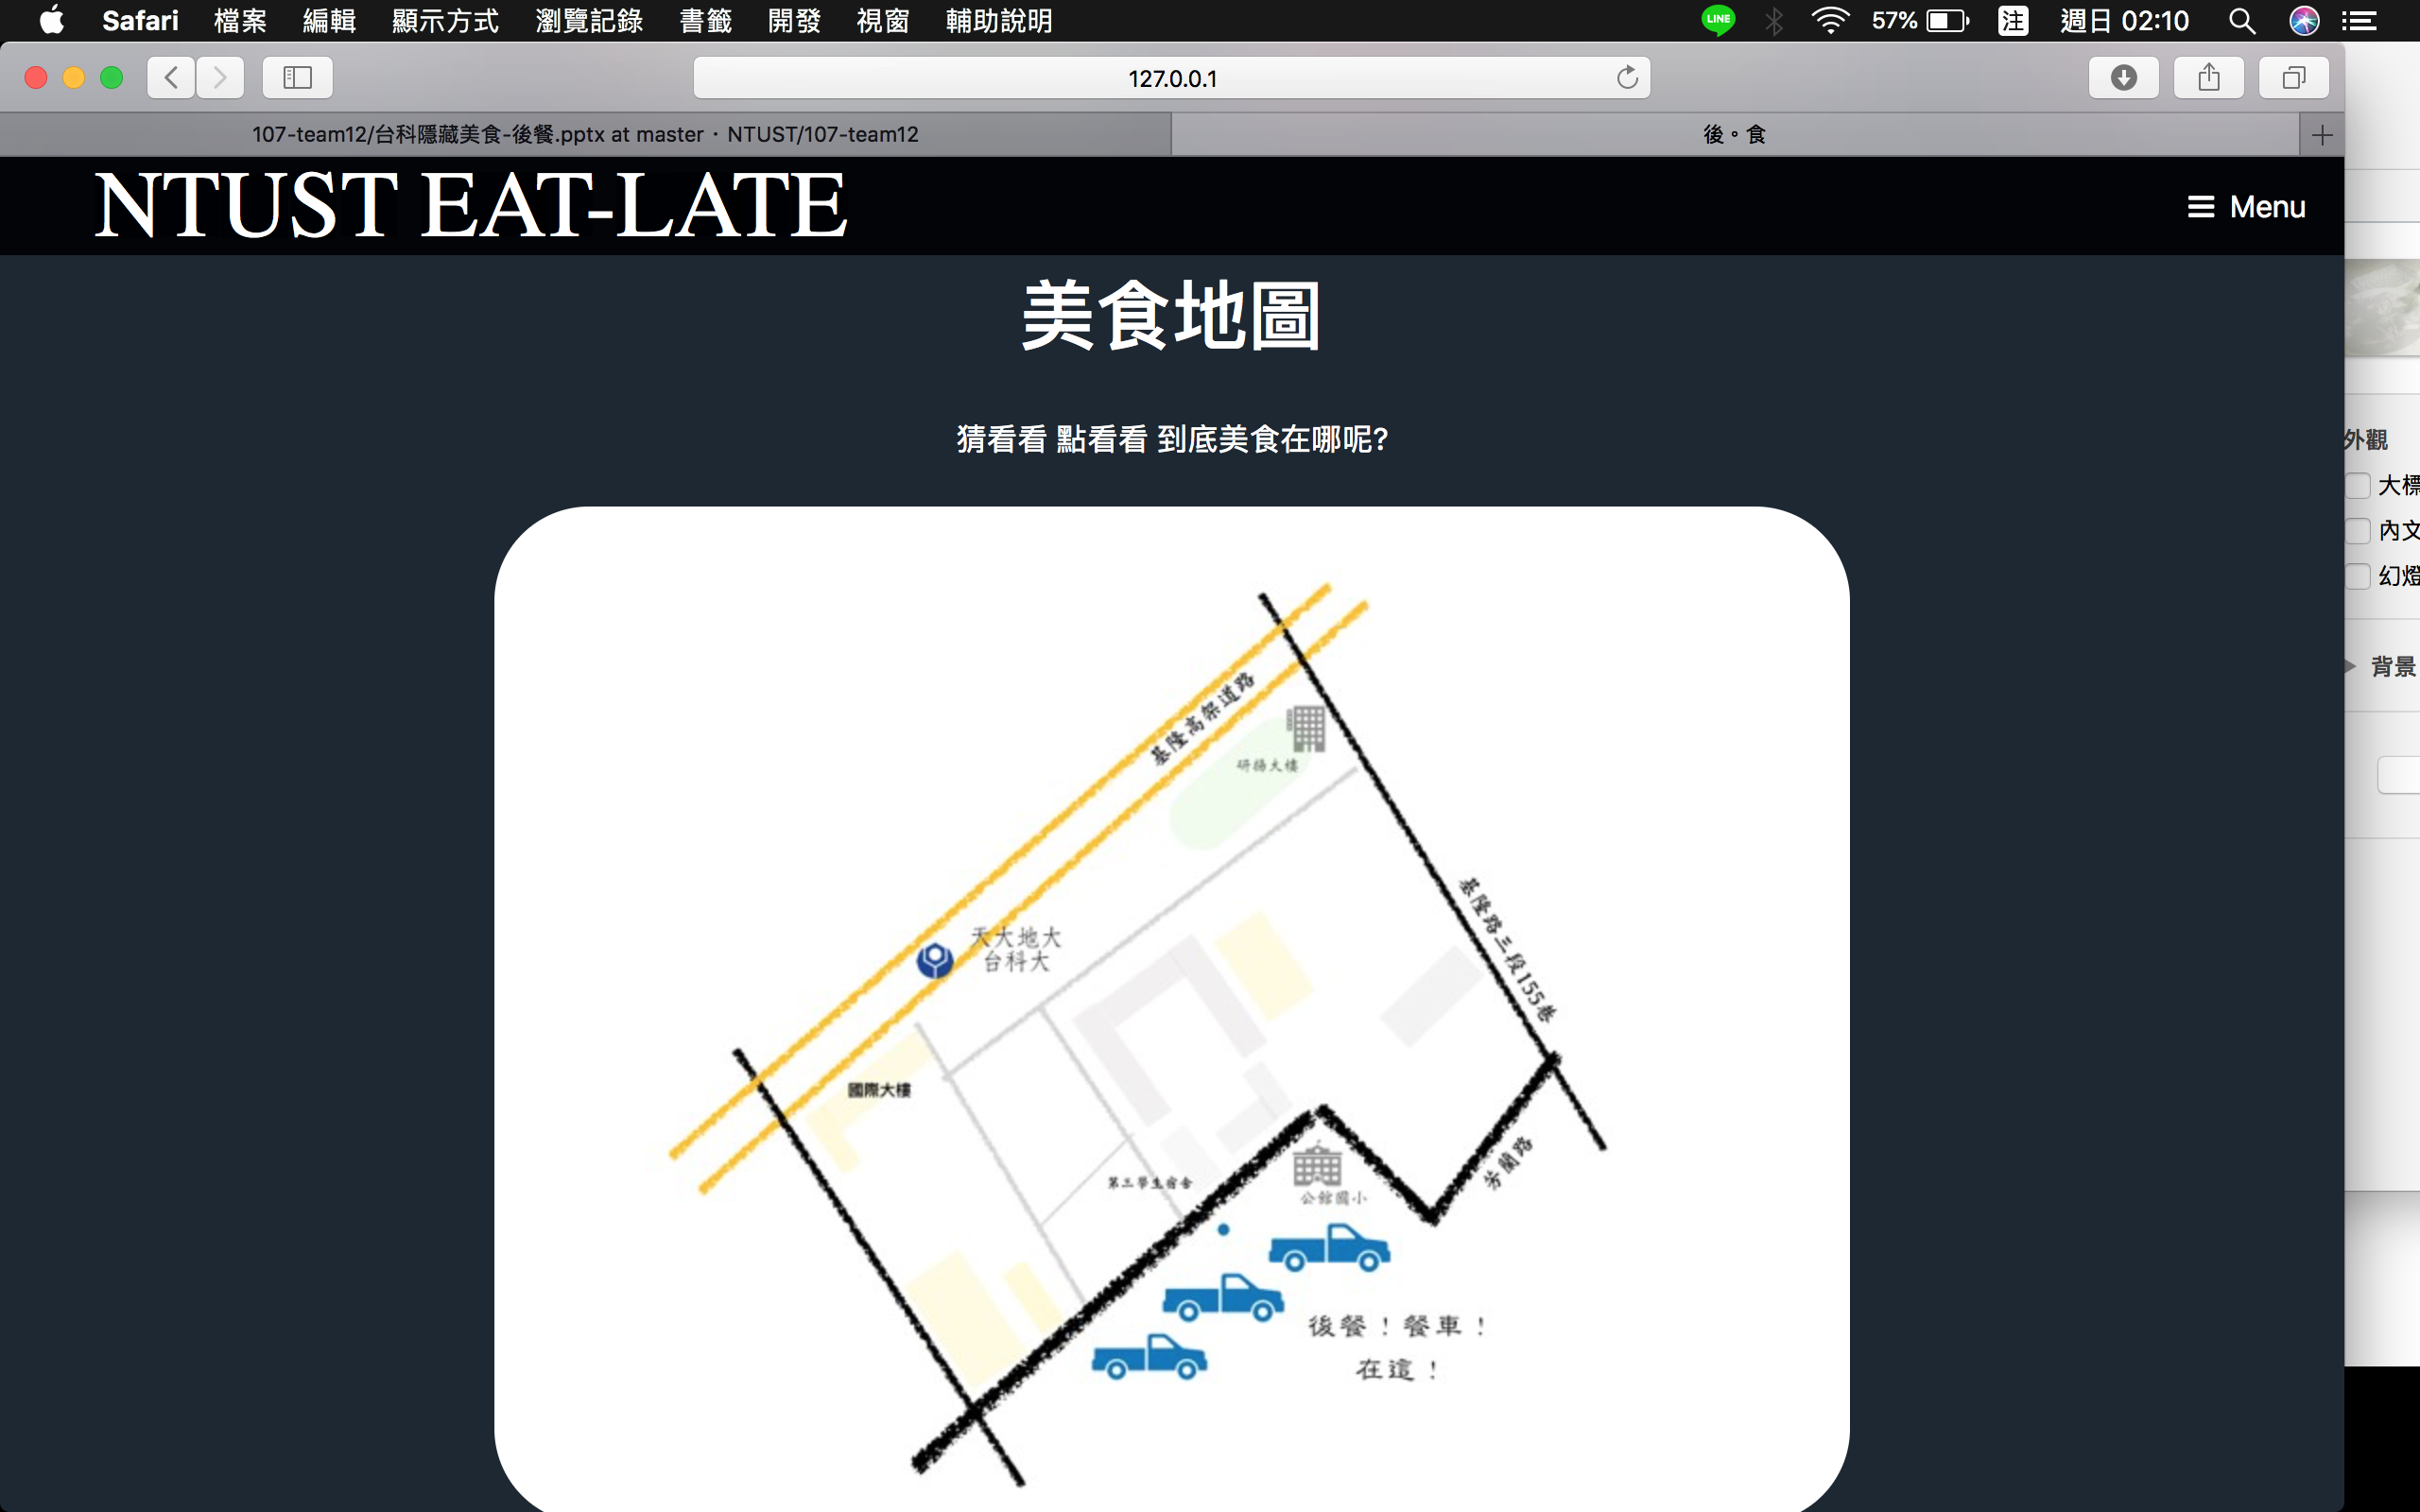 Safari 檔案 編輯 顯示方式 瀏覽記錄 書籤 開發 視窗 輔助說明 LINE 57% 注 週日 02:10
127.0.0.1
107-team12/台科隱藏美食-後餐.pptx at master · NTUST/107-team12
後。食
NTUST EAT-LATE
Menu
美食地圖
猜看看 點看看 到底美食在哪呢?
基隆高架道路
研揚大樓
天大地大
台科大
基隆路三段155巷
國際大樓
第三學生宿舍
公館國小
芳蘭路
後餐！餐車！
在這！
外觀
大標
內文
幻燈
背景